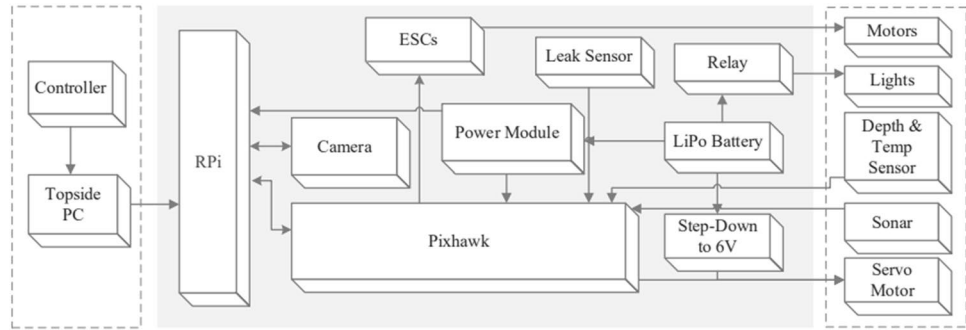 Controller
Topside
PC
RPi
ESCs
Leak Sensor
Relay
Camera
Power Module
LiPo Battery
Pixhawk
Step-Down
to 6V
Motors
Lights
Depth &
Temp
Sensor
Sonar
Servo
Motor